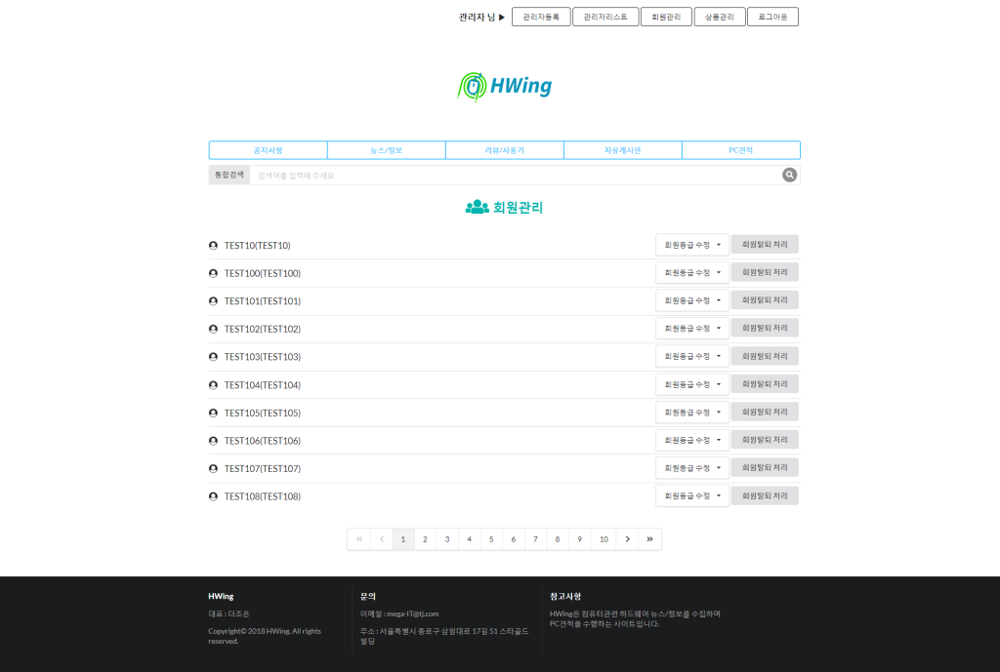 관리자 님 ▶ 관리자등록 관리자리스트 회원관리 상품관리 로그아웃
HWing
공지사항 뉴스/정보 리뷰/사용기 자유게시판 PC견적
통합검색 검색어를 입력해 주세요
회원관리
TEST10(TEST10) 회원등급 수정 회원탈퇴 처리
TEST100(TEST100) 회원등급 수정 회원탈퇴 처리
TEST101(TEST101) 회원등급 수정 회원탈퇴 처리
TEST102(TEST102) 회원등급 수정 회원탈퇴 처리
TEST103(TEST103) 회원등급 수정 회원탈퇴 처리
TEST104(TEST104) 회원등급 수정 회원탈퇴 처리
TEST105(TEST105) 회원등급 수정 회원탈퇴 처리
TEST106(TEST106) 회원등급 수정 회원탈퇴 처리
TEST107(TEST107) 회원등급 수정 회원탈퇴 처리
TEST108(TEST108) 회원등급 수정 회원탈퇴 처리
« ‹ 1 2 3 4 5 6 7 8 9 10 › »
HWing
대표 : 더조은
Copyright© 2018 HWing. All rights
reserved.
문의
이메일 : mega-IT@tj.com
주소 : 서울특별시 종로구 삼일대로 17길 51 스타골드
빌딩
참고사항
HWing은 컴퓨터관련 하드웨어 뉴스/정보를 수집하며
PC견적을 수행하는 사이트입니다.